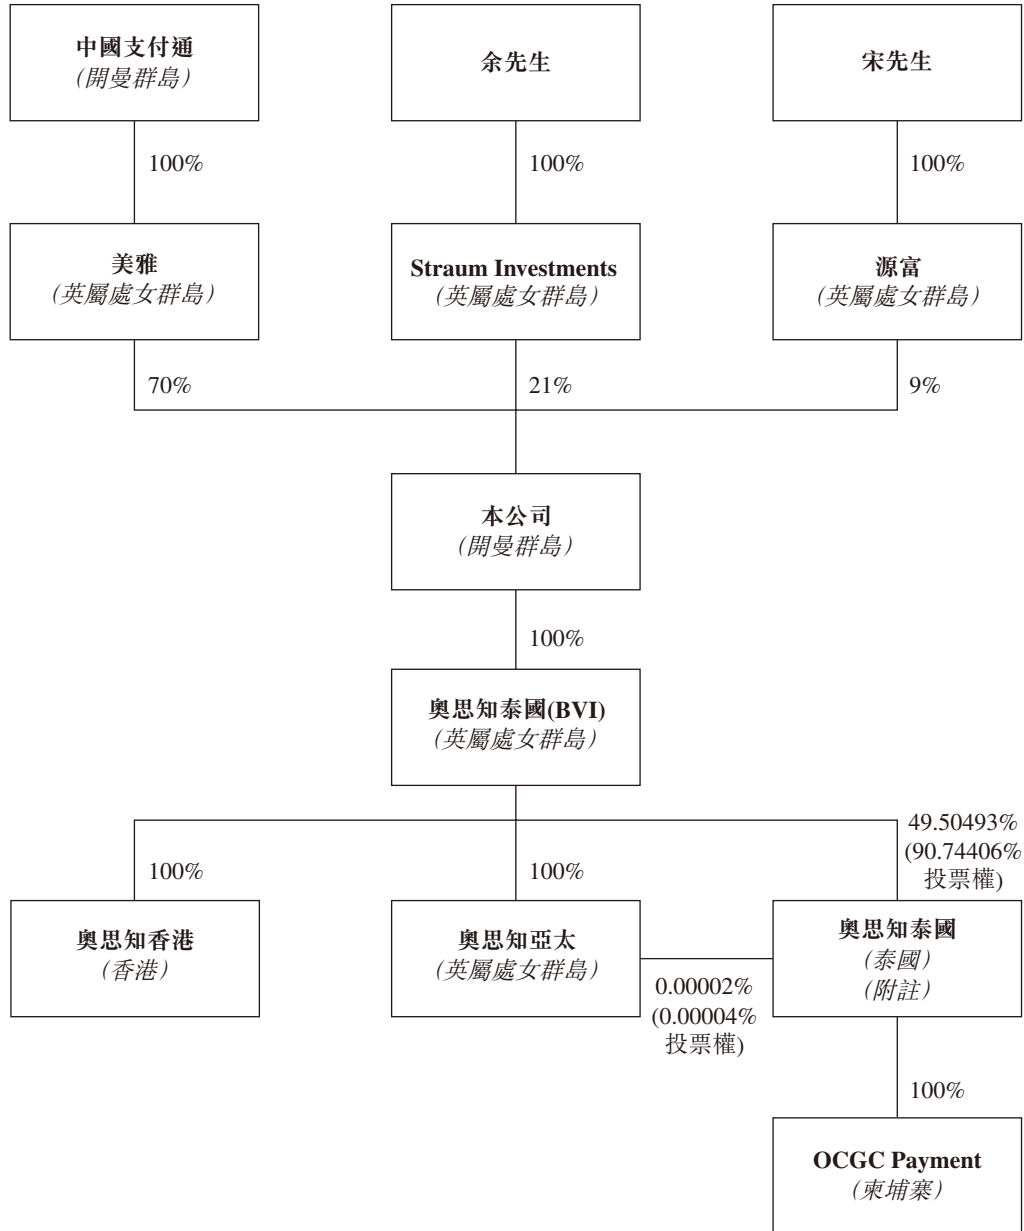 中國支付通
（開曼群島）
余先生
宋先生
100%
100%
100%
美雅
（英屬處女群島）
Straum Investments
（英屬處女群島）
源富
（英屬處女群島）
70%
21%
9%
本公司
（開曼群島）
100%
奧思知泰國(BVI)
（英屬處女群島）
49.50493%
(90.74406%
投票權)
100%
100%
奧思知香港
（香港）
奧思知亞太
（英屬處女群島）
奧思知泰國
（泰國）
（附註）
0.00002%
(0.00004%
投票權)
100%
OCGC Payment
（柬埔寨）